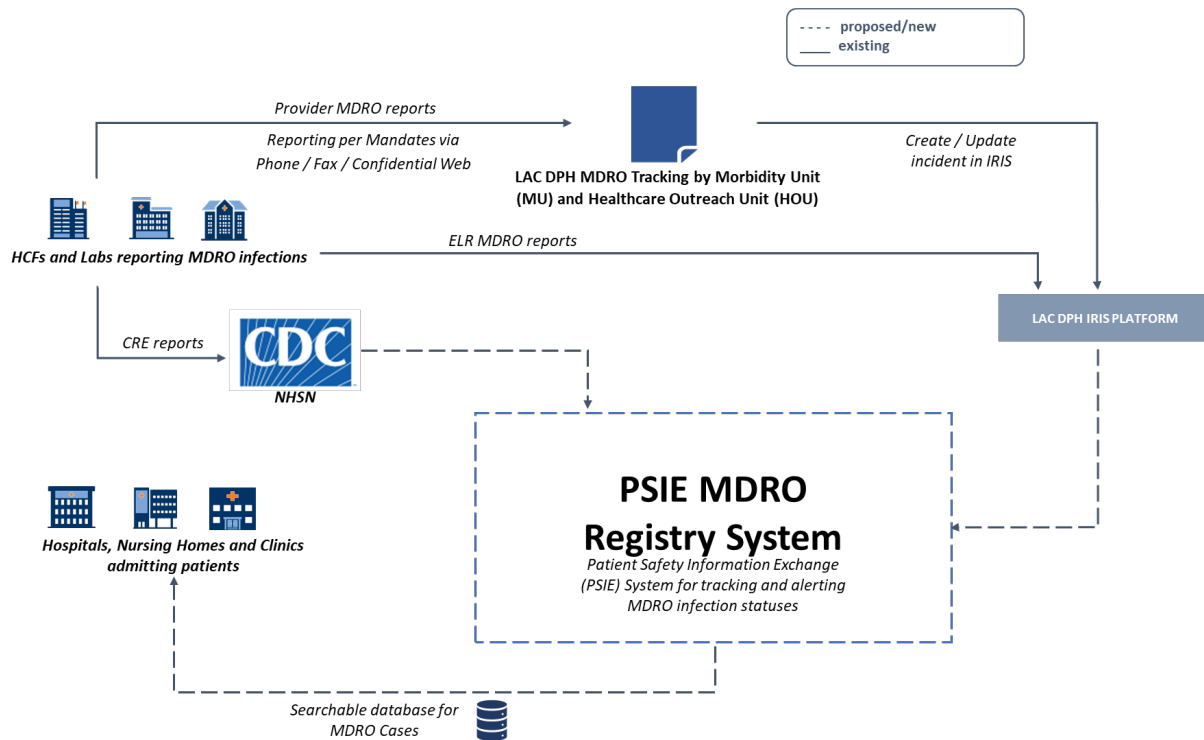 proposed/new
existing
Provider MDRO reports
Reporting per Mandates via
Phone / Fax / Confidential Web
LAC DPH MDRO Tracking by Morbidity Unit
(MU) and Healthcare Outreach Unit (HOU)
Create / Update
incident in IRIS
HCFs and Labs reporting MDRO infections
ELR MDRO reports
LAC DPH IRIS PLATFORM
CRE reports
CDC
NHSN
PSIE MDRO
Registry System
Patient Safety Information Exchange
(PSIE) System for tracking and alerting
MDRO infection statuses
Hospitals, Nursing Homes and Clinics
admitting patients
Searchable database for
MDRO Cases